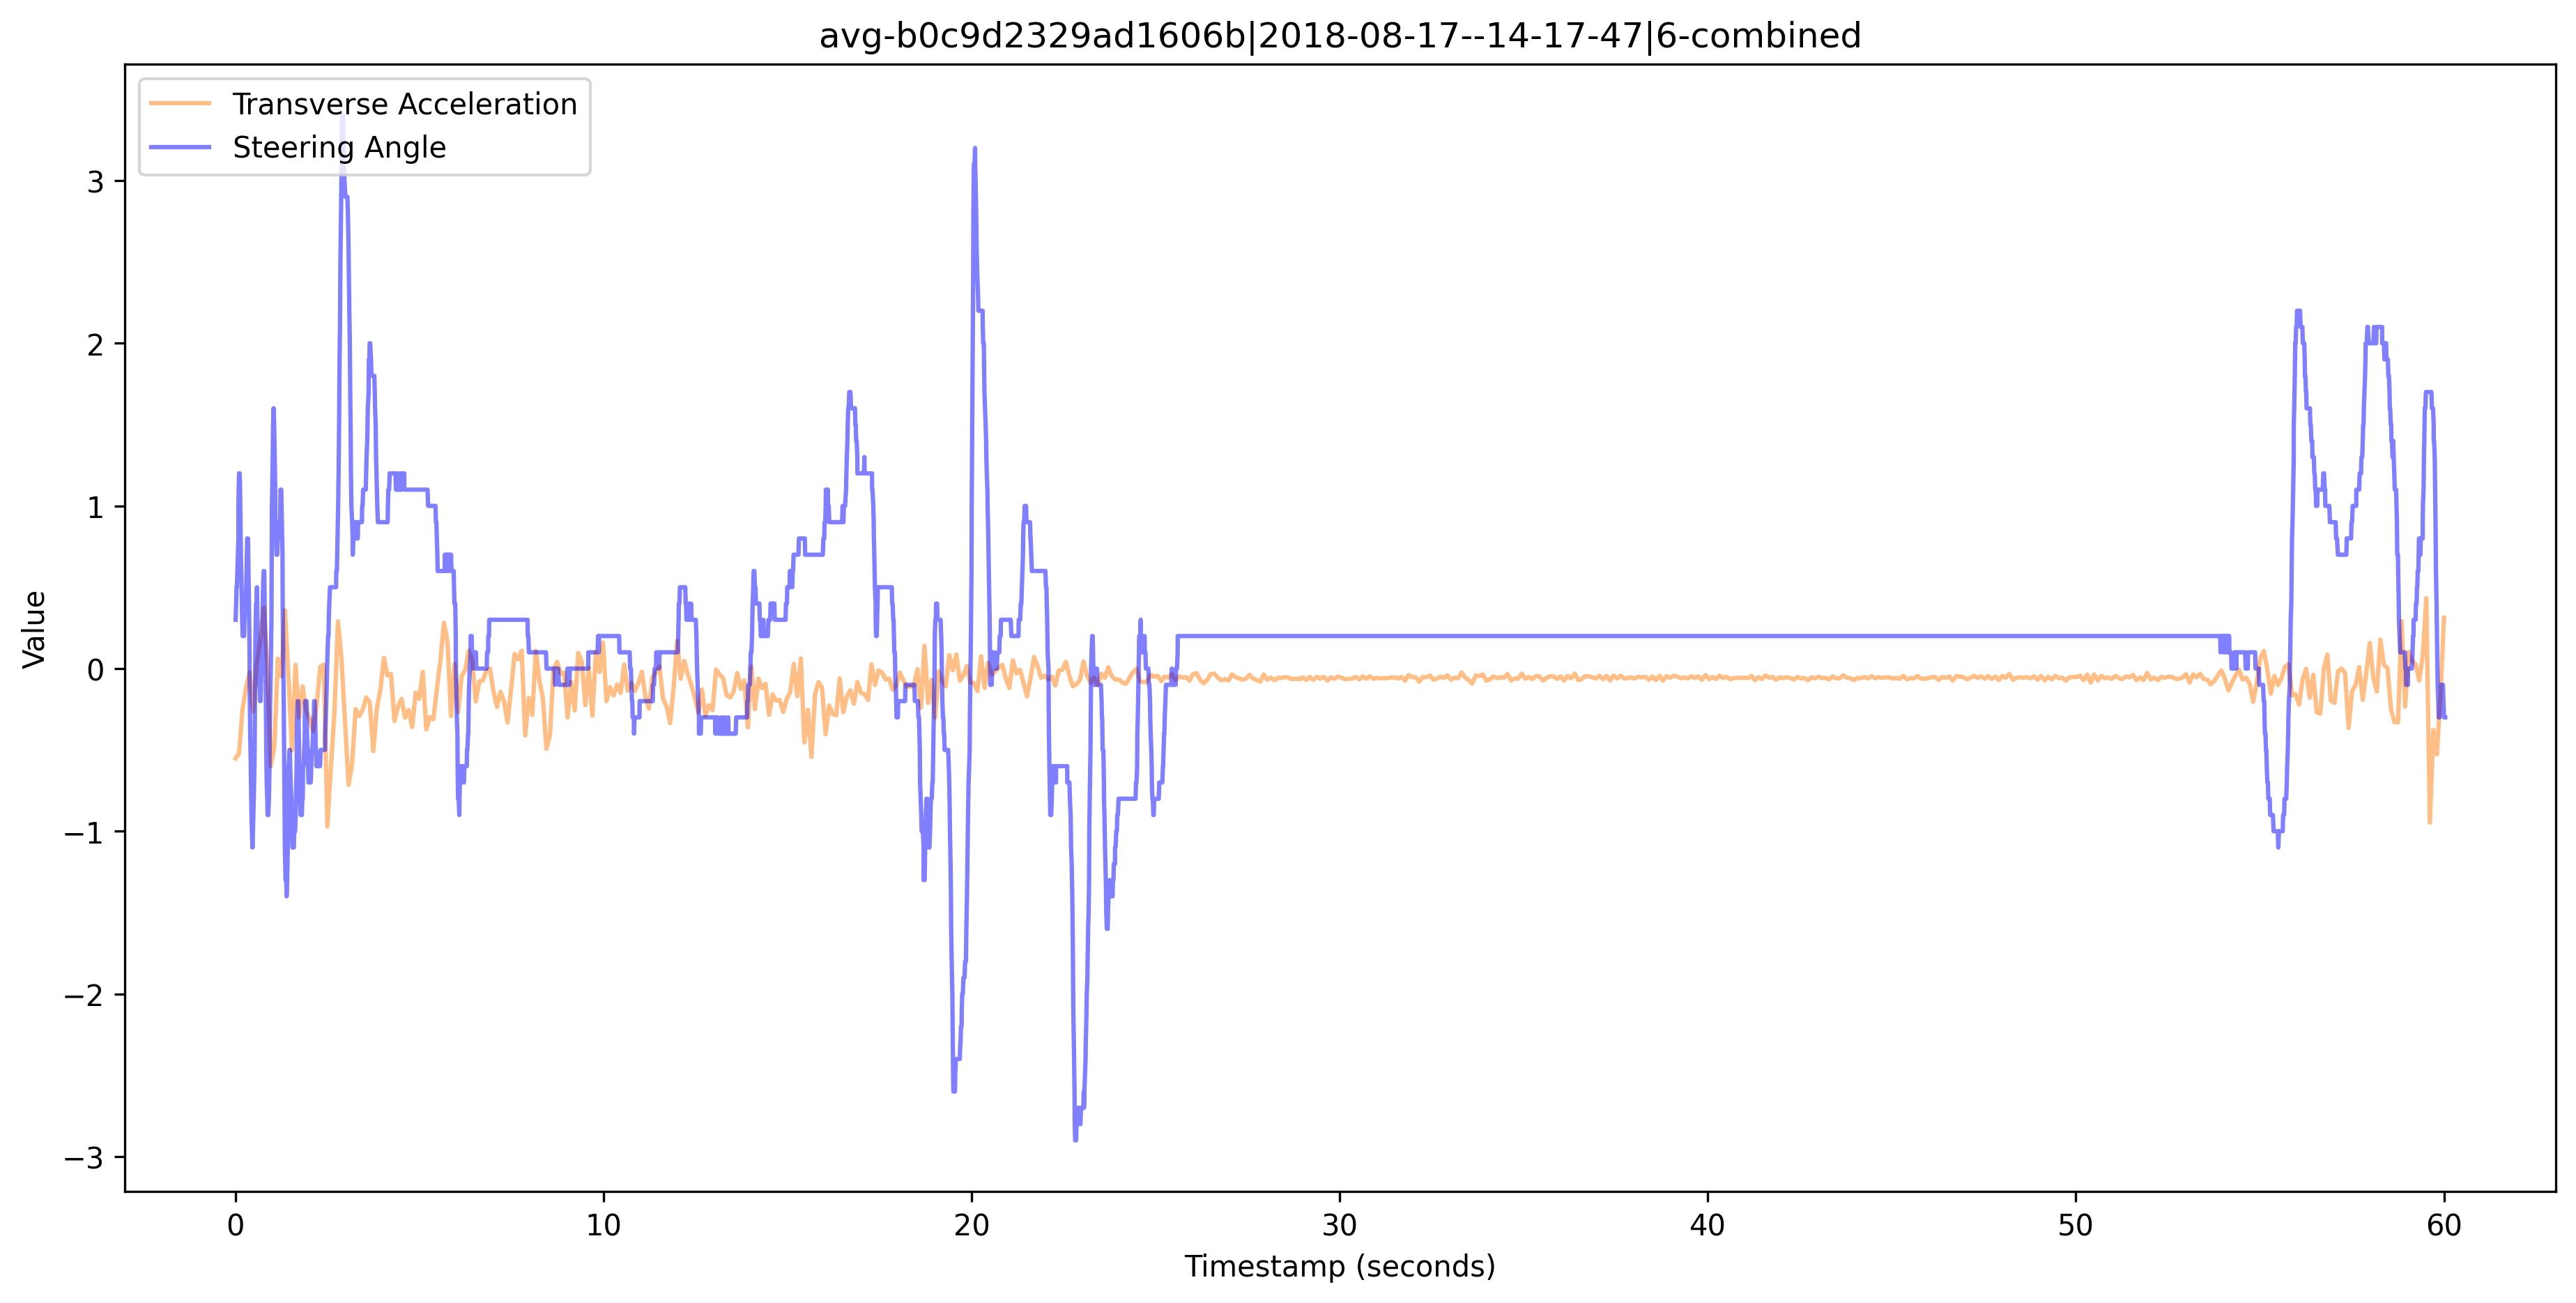 avg-b0c9d2329ad1606b|2018-08-17--14-17-47|6-combined
Transverse Acceleration
Steering Angle
Value
3
2
1
0
−1
−2
−3
0 10 20 30 40 50 60
Timestamp (seconds)